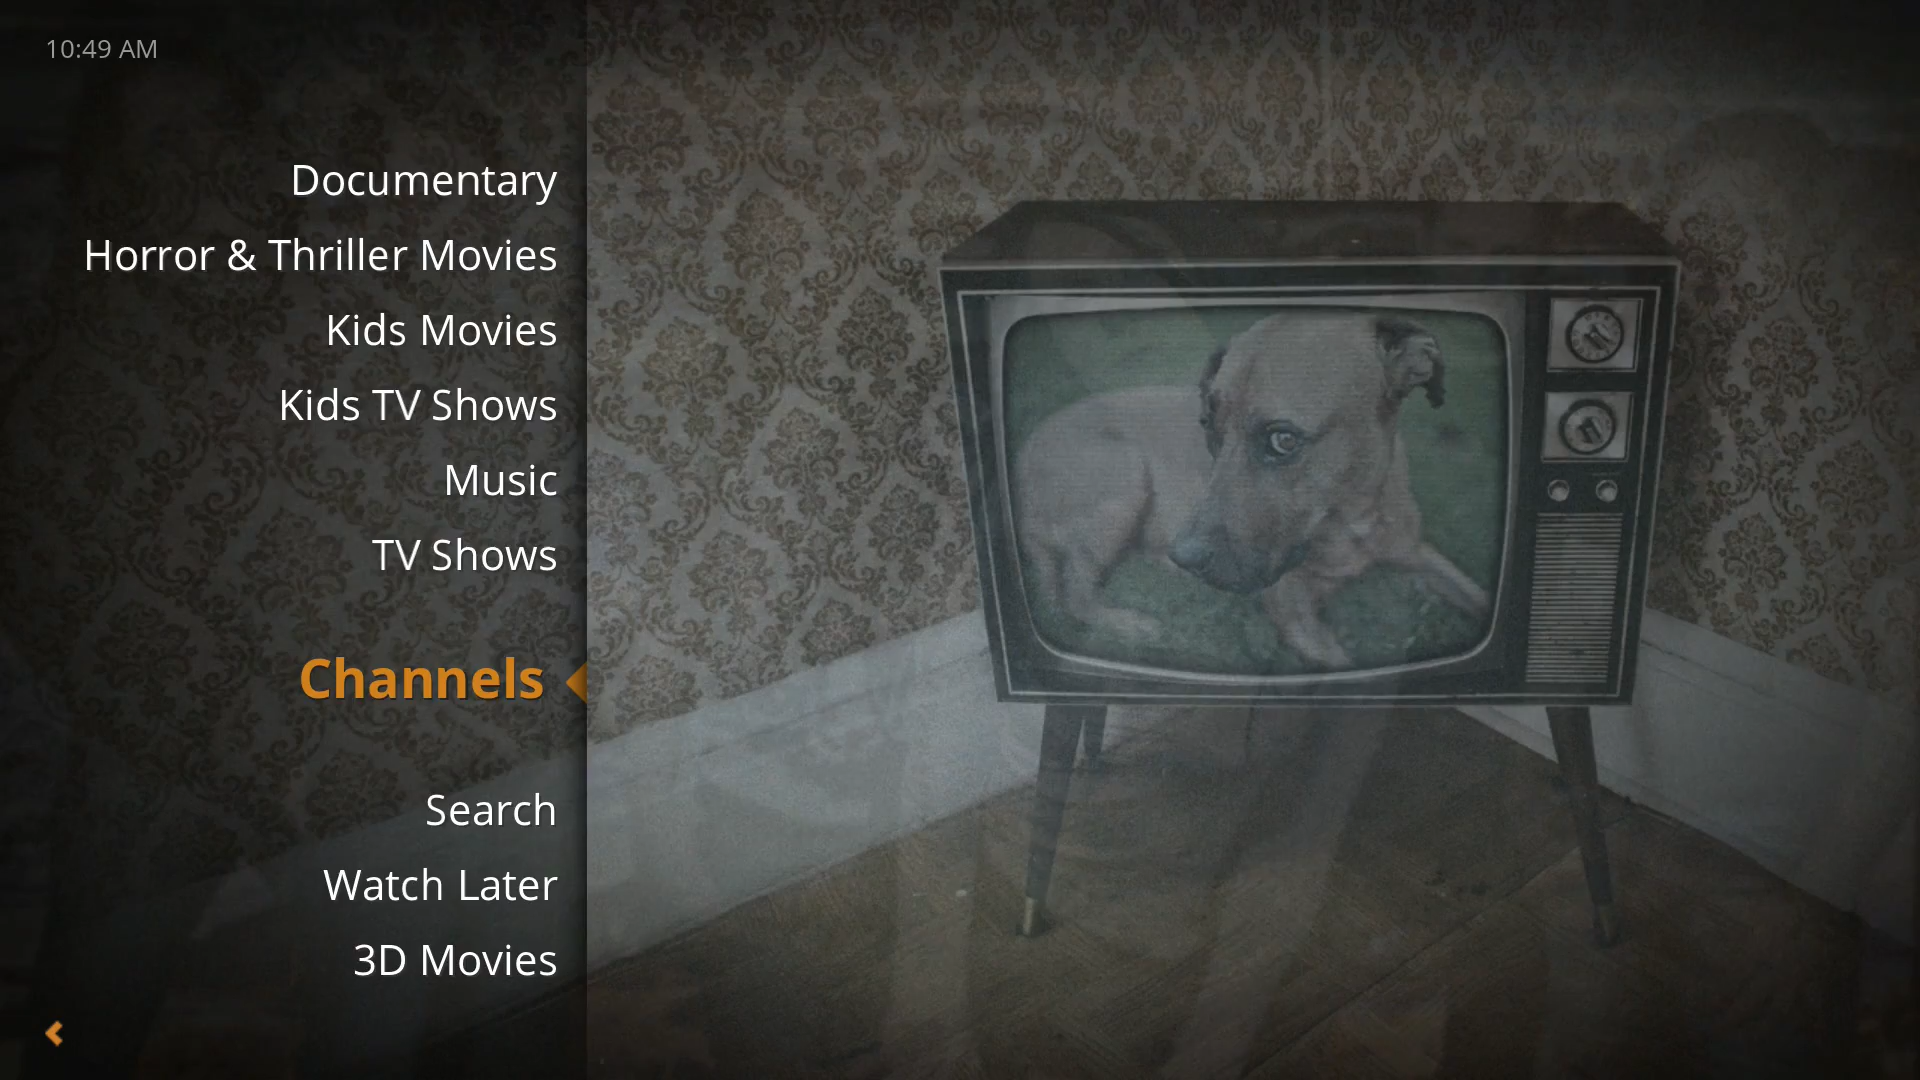 10:49 AM
Documentary
Horror & Thriller Movies
Kids Movies
Kids TV Shows
Music
TV Shows
Channels
Search
Watch Later
3D Movies